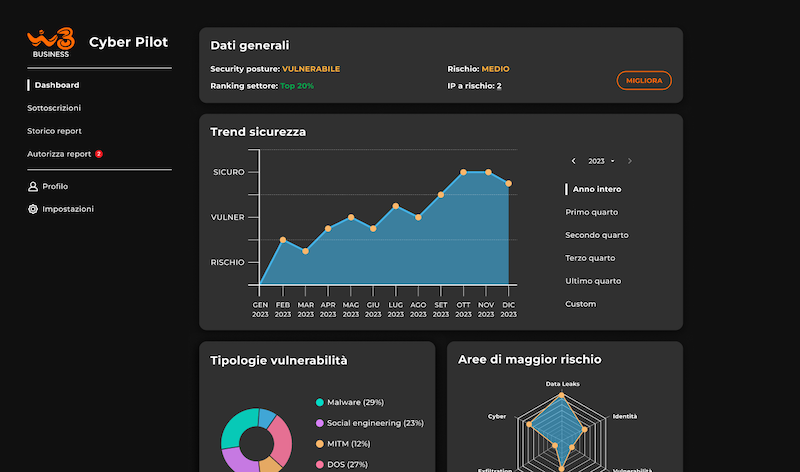 W3
BUSINESS
Cyber Pilot
Dashboard
Sottoscrizioni
Storico report
Autorizza report 2
Profilo
Impostazioni
Dati generali
Security posture: VULNERABILE
Rischio: MEDIO
Ranking settore: Top 20%
IP a rischio: 2
MIGLIORA
Trend sicurezza
SICURO
VULNER
RISCHIO
GEN 2023
FEB 2023
MAR 2023
APR 2023
MAG 2023
GIU 2023
LUG 2023
AGO 2023
SET 2023
OTT 2023
NOV 2023
DIC 2023
2023
Anno intero
Primo quarto
Secondo quarto
Terzo quarto
Ultimo quarto
Custom
Tipologie vulnerabilità
Malware (29%)
Social engineering (23%)
MITM (12%)
DOS (27%)
Aree di maggior rischio
Data Leaks
Cyber
Identità
Exfiltration
Vulnerabilità